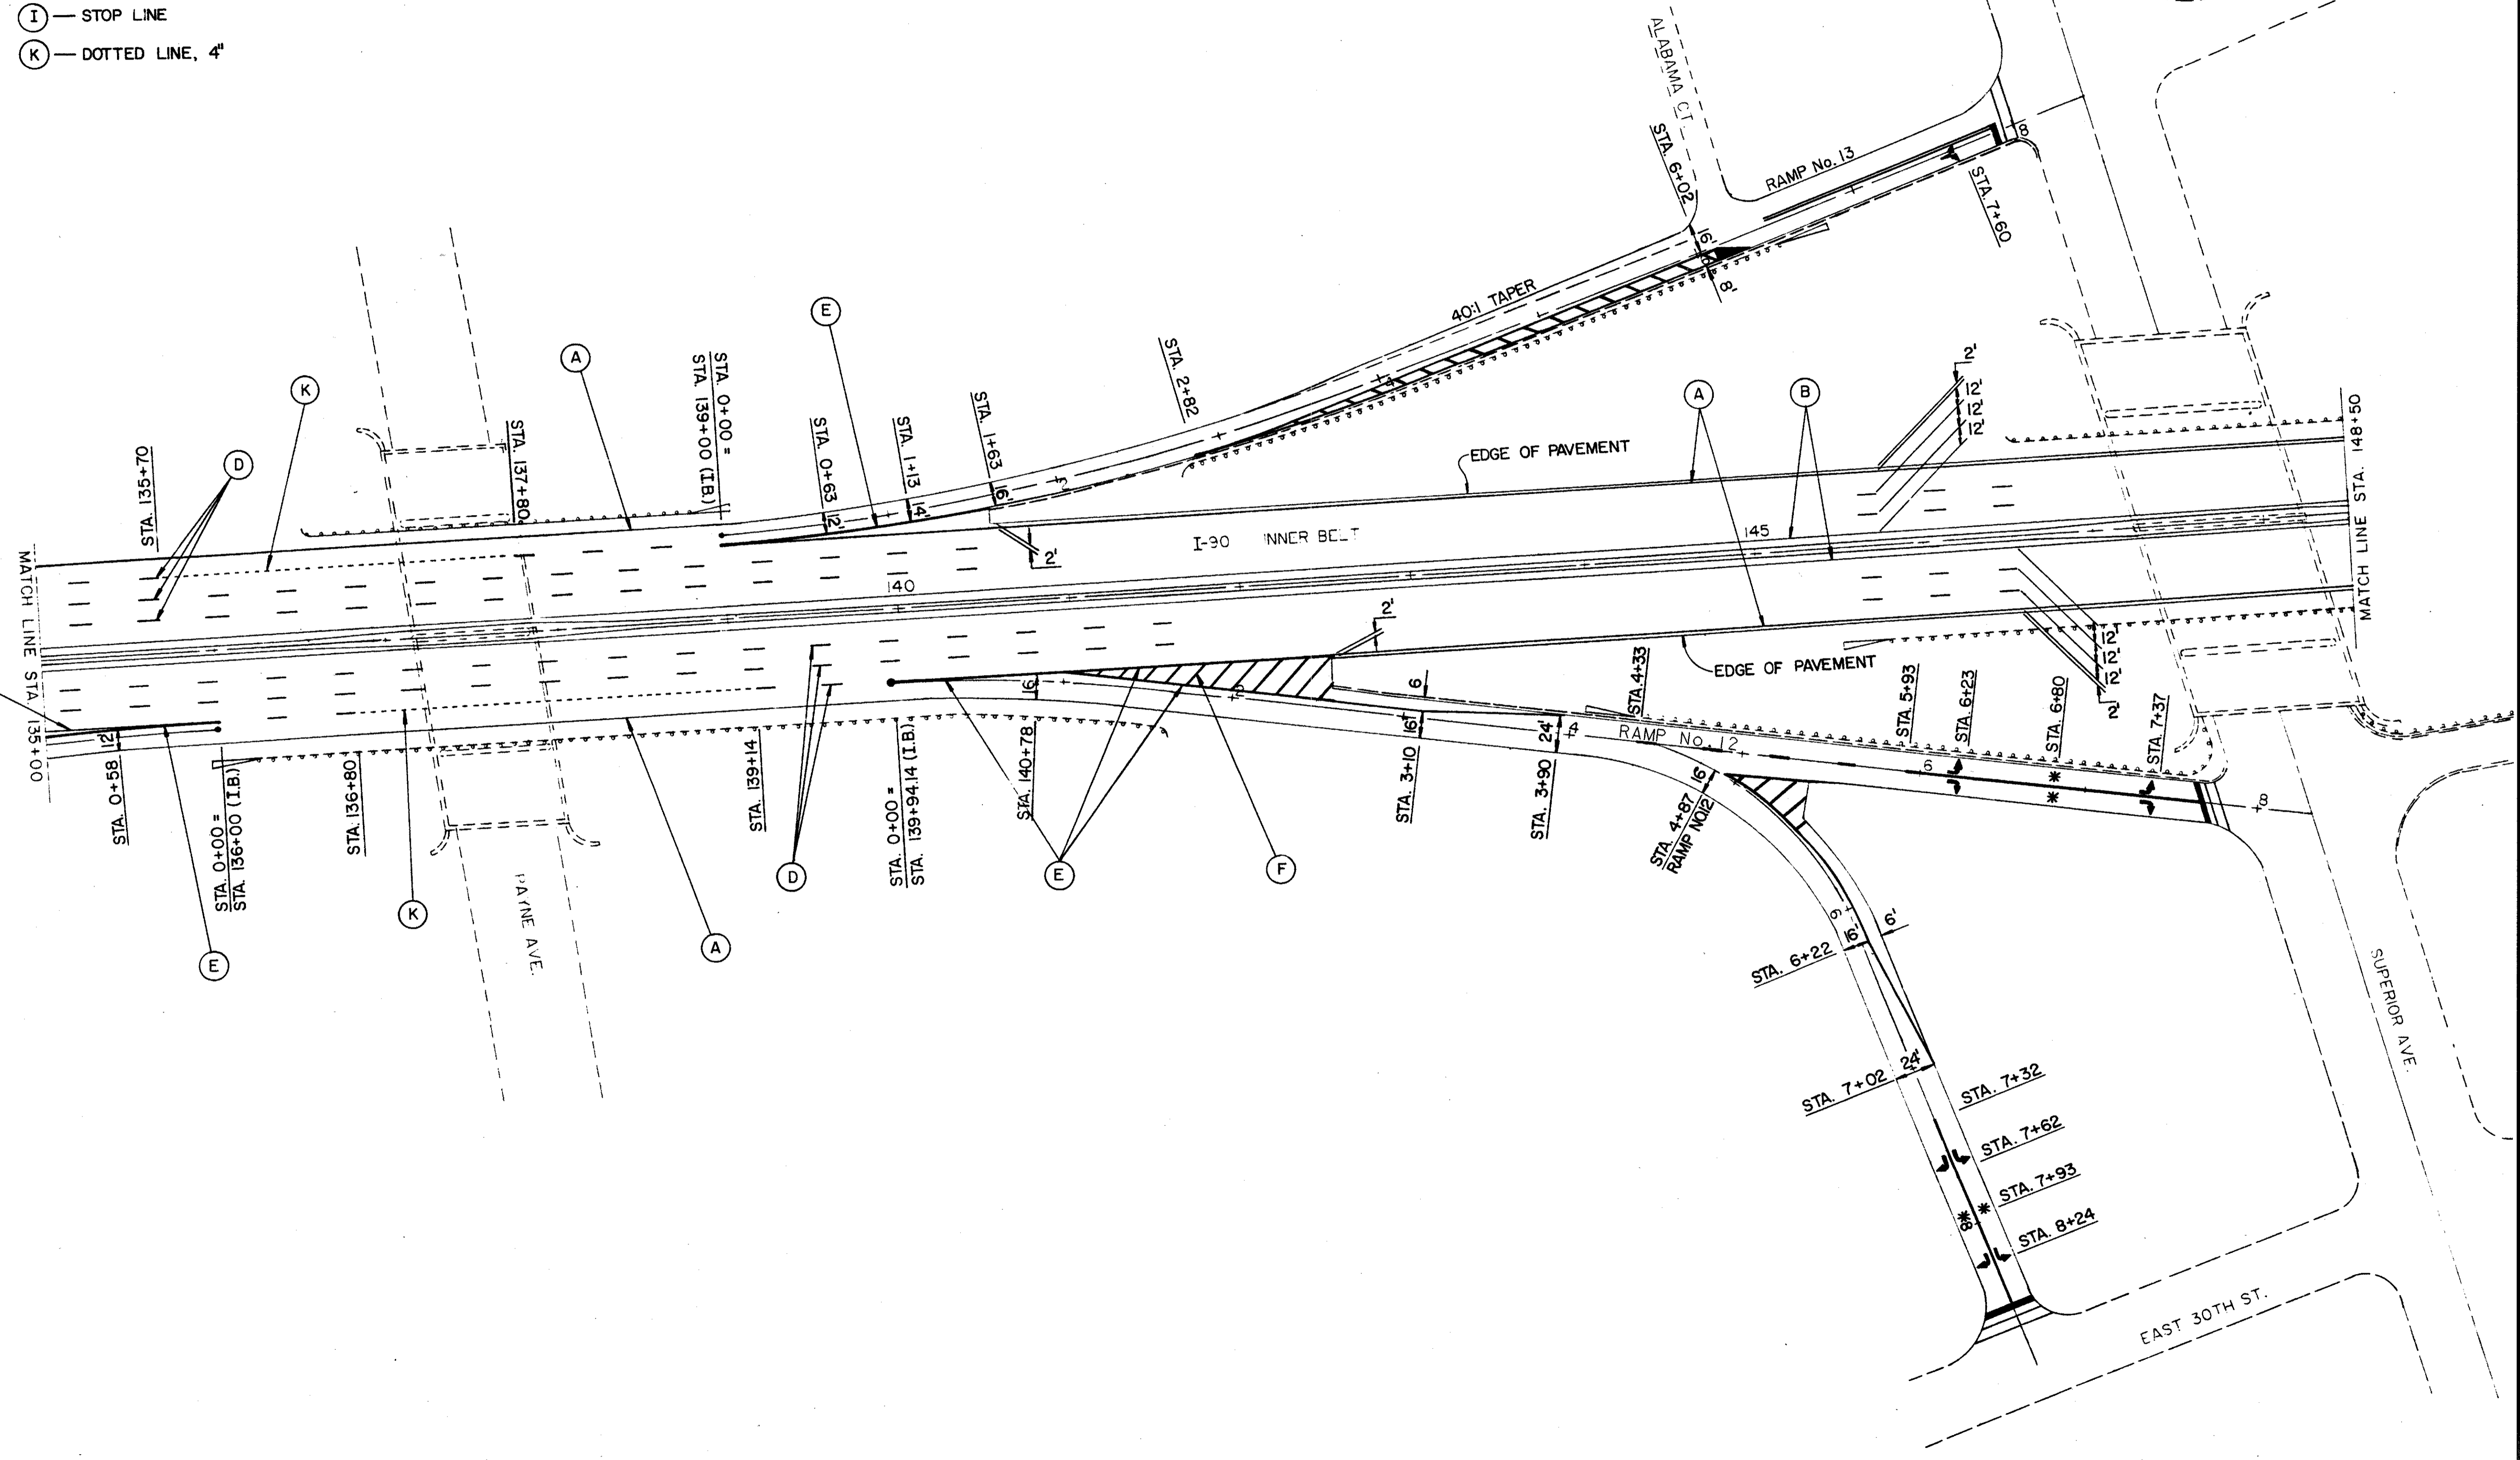 I — STOP LINE
K — DOTTED LINE, 4"
ALABAMA CT.
STA. 6+02
RAMP No. 13
8
STA. 7+60
16'
8'
40:1 TAPER
E
A
K
D
STA. 135+70
STA. 137+80
STA. 0+00 =
STA. 139+00 (I.B.)
STA. 0+63
12'
STA. 1+13
14'
STA. 1+63
16'
STA. 2+82
4
2'
EDGE OF PAVEMENT
A
B
2'
12'
12'
12'
I-90 INNER BELT
140
145
MATCH LINE STA. 148+50
MATCH LINE STA. 135+00
12'
STA. 0+58
STA. 0+00 =
STA. 136+00 (I.B.)
E
STA. 136+80
K
PAYNE AVE.
A
STA. 139+14
D
STA. 0+00 =
STA. 139+94.14 (I.B.)
16'
STA. 140+78
E
F
2
2'
EDGE OF PAVEMENT
12'
12'
12'
2'
6
16'
STA. 3+10
24'
STA. 3+90
4
STA. 4+33
RAMP No. 12
STA. 5+93
STA. 6+23
STA. 6+80
STA. 7+37
6
8
16'
STA. 4+87
RAMP NO.12
6
6'
16'
STA. 6+22
24'
STA. 7+02
STA. 7+32
STA. 7+62
STA. 7+93
8
STA. 8+24
SUPERIOR AVE.
EAST 30TH ST.